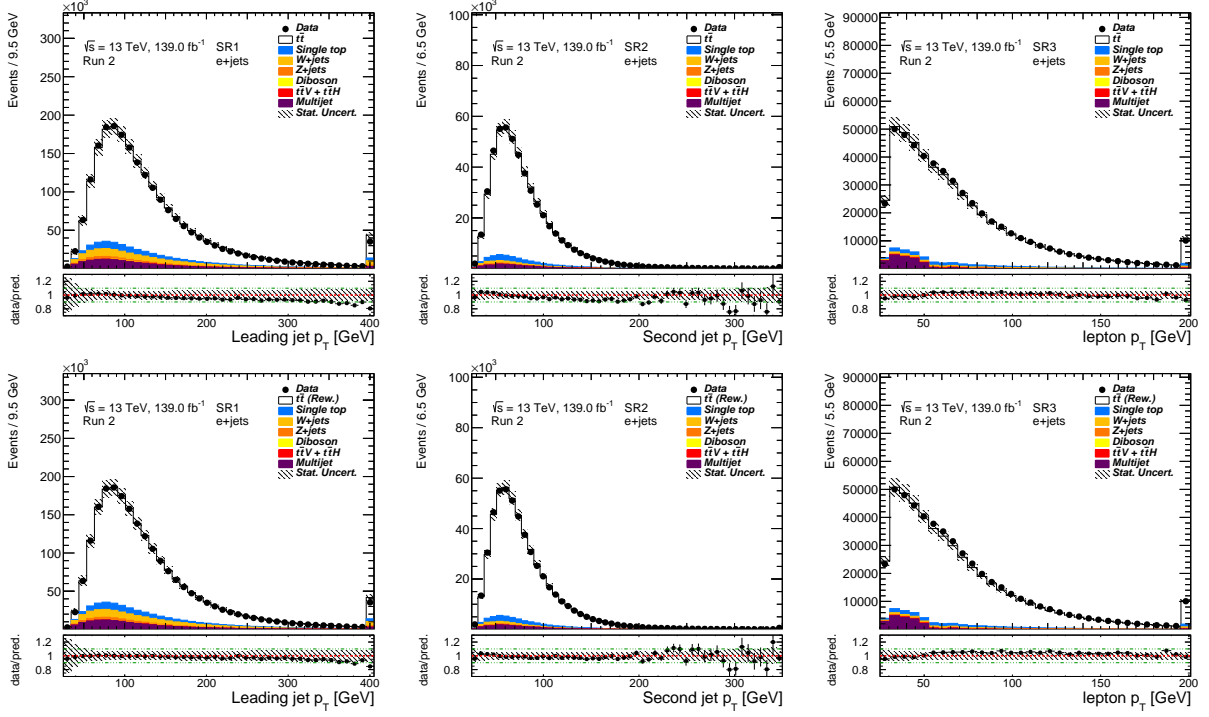 ×10³
Events / 9.5 GeV
300
250
200
150
100
50
√s = 13 TeV, 139.0 fb⁻¹ SR1
Run 2 e+jets
Data
tt̄
Single top
W+jets
Z+jets
Diboson
tt̄V + tt̄H
Multijet
Stat. Uncert.
data/pred.
1.2
1
0.8
100 200 300 400
Leading jet p_T [GeV]
×10³
Events / 6.5 GeV
100
80
60
40
20
0
√s = 13 TeV, 139.0 fb⁻¹ SR2
Run 2 e+jets
Data
tt̄
Single top
W+jets
Z+jets
Diboson
tt̄V + tt̄H
Multijet
Stat. Uncert.
data/pred.
1.2
1
0.8
100 200 300
Second jet p_T [GeV]
Events / 5.5 GeV
90000
80000
70000
60000
50000
40000
30000
20000
10000
√s = 13 TeV, 139.0 fb⁻¹ SR3
Run 2 e+jets
Data
tt̄
Single top
W+jets
Z+jets
Diboson
tt̄V + tt̄H
Multijet
Stat. Uncert.
data/pred.
1.2
1
0.8
50 100 150 200
lepton p_T [GeV]
×10³
Events / 9.5 GeV
300
250
200
150
100
50
√s = 13 TeV, 139.0 fb⁻¹ SR1
Run 2 e+jets
Data
tt̄ (Rew.)
Single top
W+jets
Z+jets
Diboson
tt̄V + tt̄H
Multijet
Stat. Uncert.
data/pred.
1.2
1
0.8
100 200 300 400
Leading jet p_T [GeV]
×10³
Events / 6.5 GeV
100
80
60
40
20
0
√s = 13 TeV, 139.0 fb⁻¹ SR2
Run 2 e+jets
Data
tt̄ (Rew.)
Single top
W+jets
Z+jets
Diboson
tt̄V + tt̄H
Multijet
Stat. Uncert.
data/pred.
1.2
1
0.8
100 200 300
Second jet p_T [GeV]
Events / 5.5 GeV
90000
80000
70000
60000
50000
40000
30000
20000
10000
√s = 13 TeV, 139.0 fb⁻¹ SR3
Run 2 e+jets
Data
tt̄ (Rew.)
Single top
W+jets
Z+jets
Diboson
tt̄V + tt̄H
Multijet
Stat. Uncert.
data/pred.
1.2
1
0.8
50 100 150 200
lepton p_T [GeV]